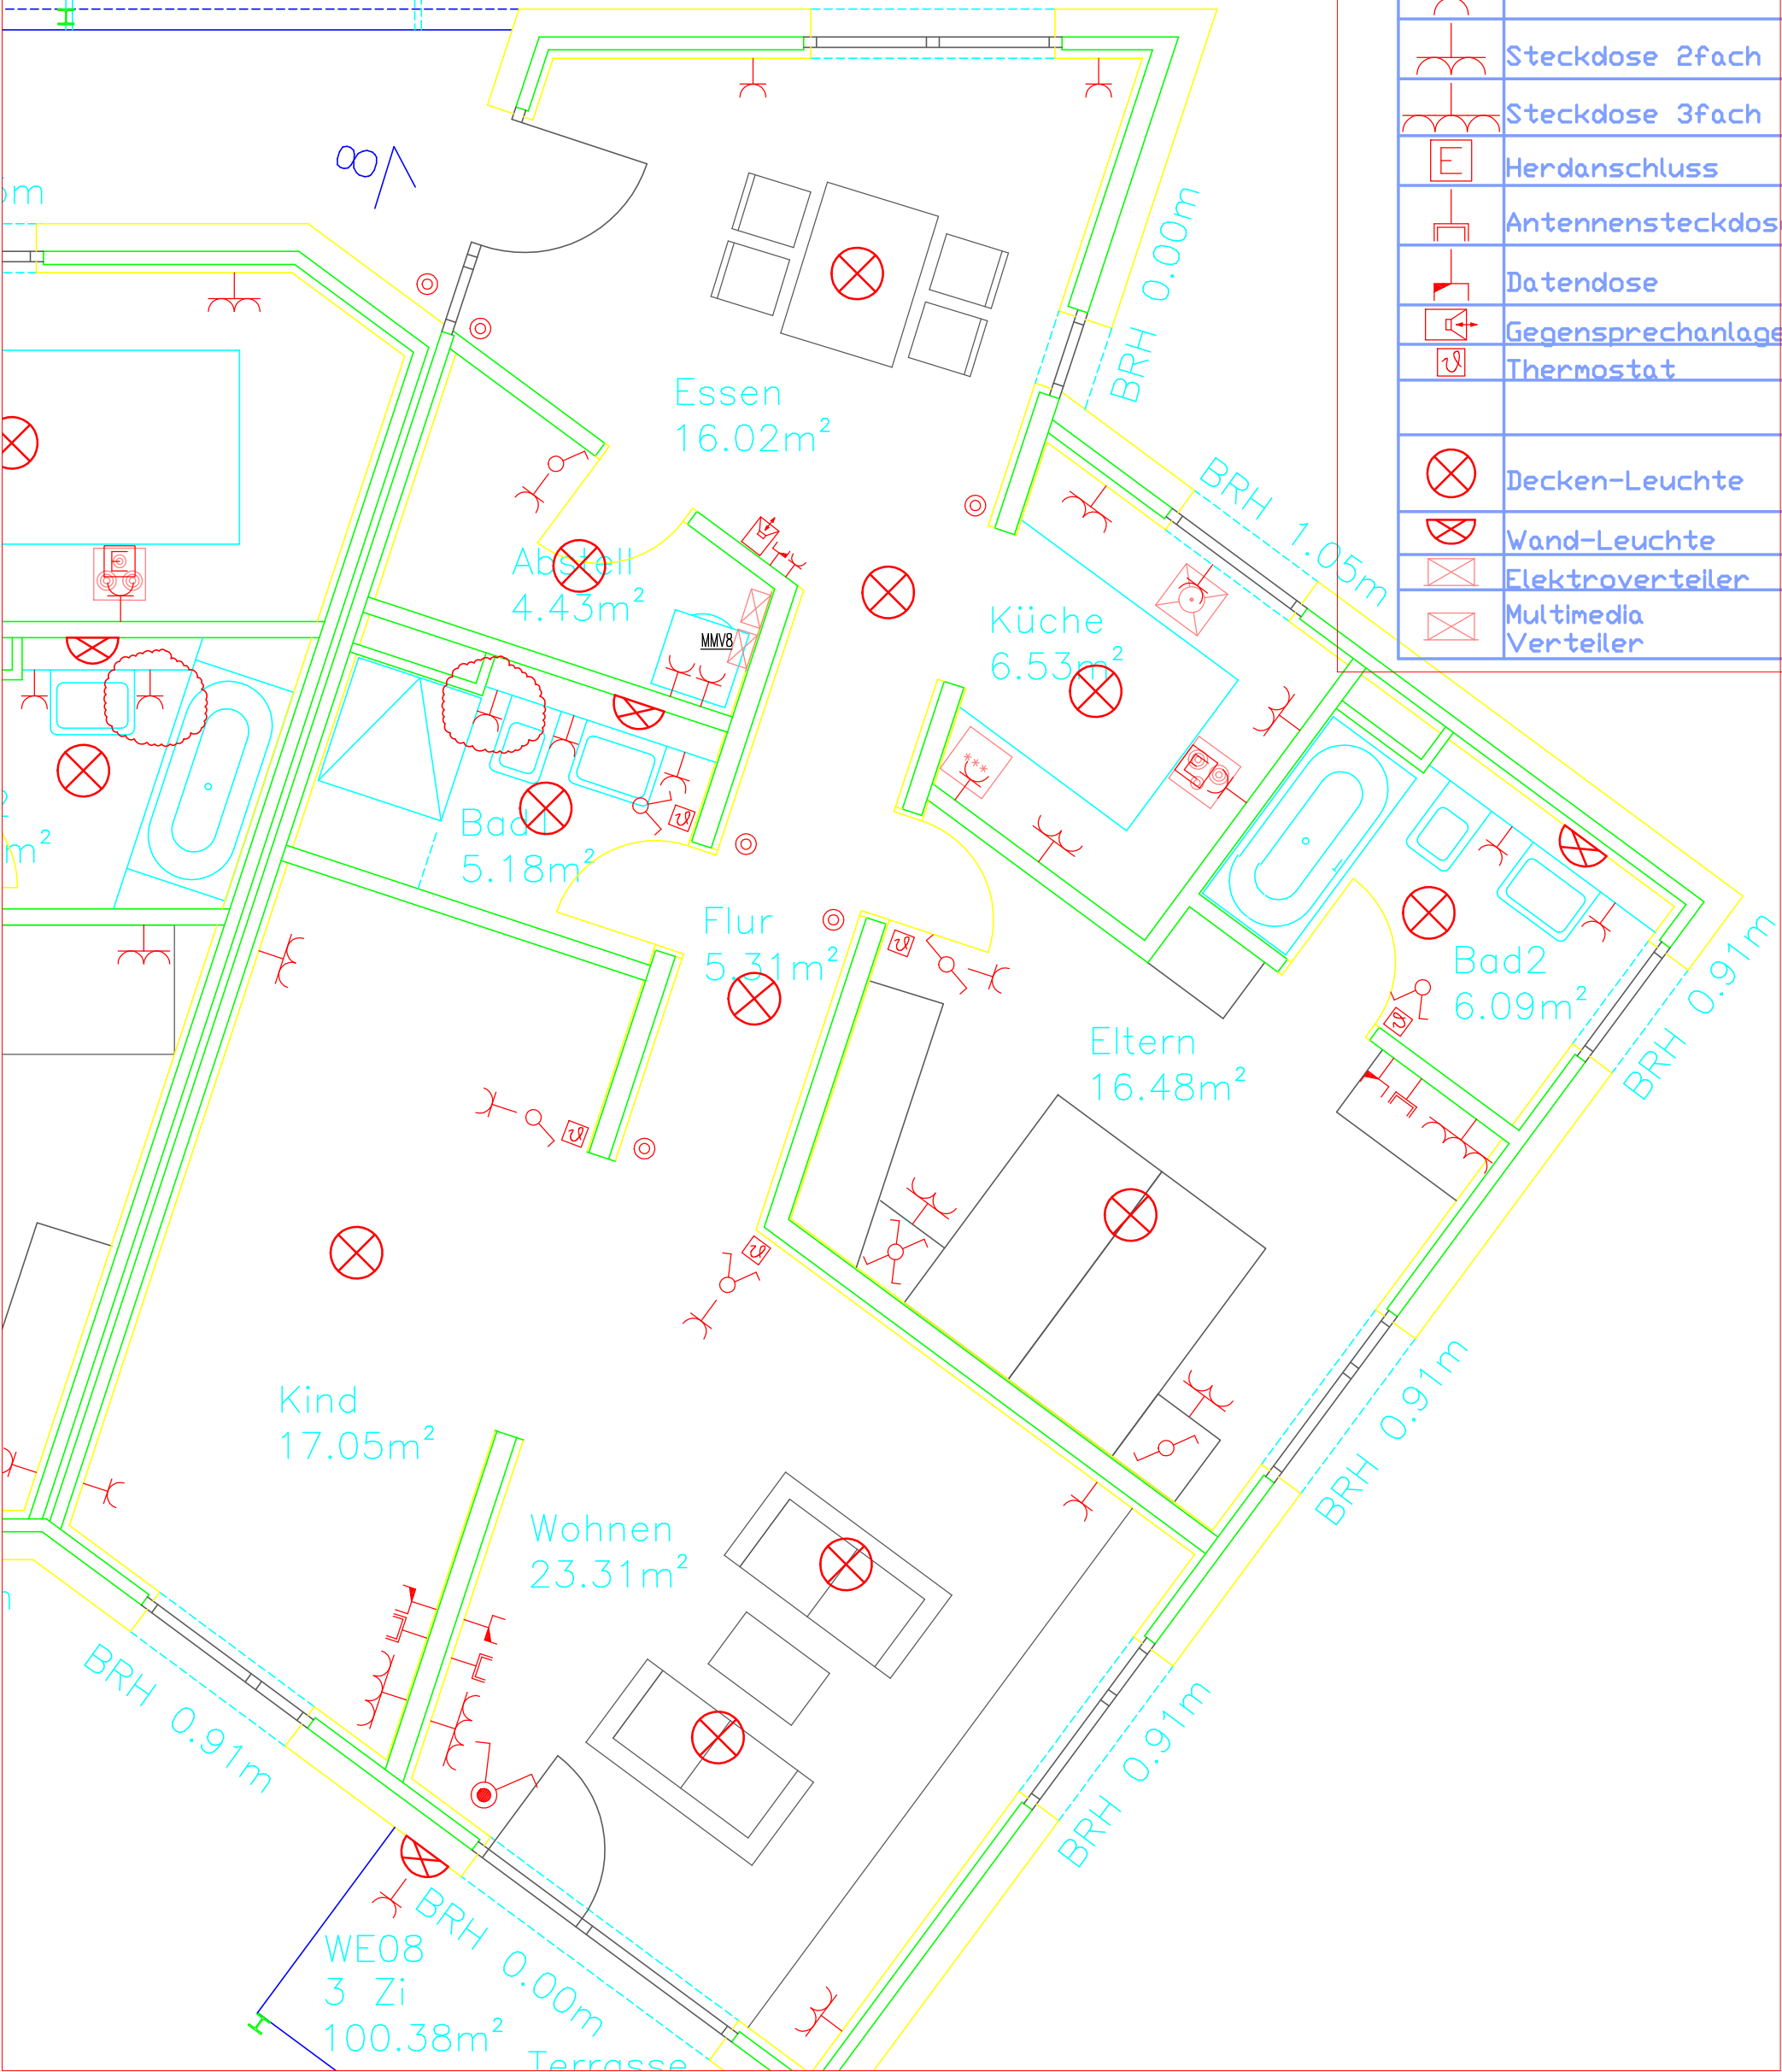 Steckdose 2fach
Steckdose 3fach
E
Herdanschluss
Antennensteckdos
Datendose
Gegensprechanlage
Thermostat
Decken-Leuchte
Wand-Leuchte
Elektroverteiler
Multimedia
Verteiler
m
BRH 0.00m
Essen
16.02m²
BRH 1.05m
E
Abstell
4.43m²
MMV8
Küche
6.53m²
E
m²
Bad1
5.18m²
Flur
5.31m²
Bad2
6.09m²
BRH 0.91m
Eltern
16.48m²
Kind
17.05m²
BRH 0.91m
Wohnen
23.31m²
BRH 0.91m
BRH 0.91m
BRH 0.00m
WE08
3 Zi
100.38m²
Terrasse